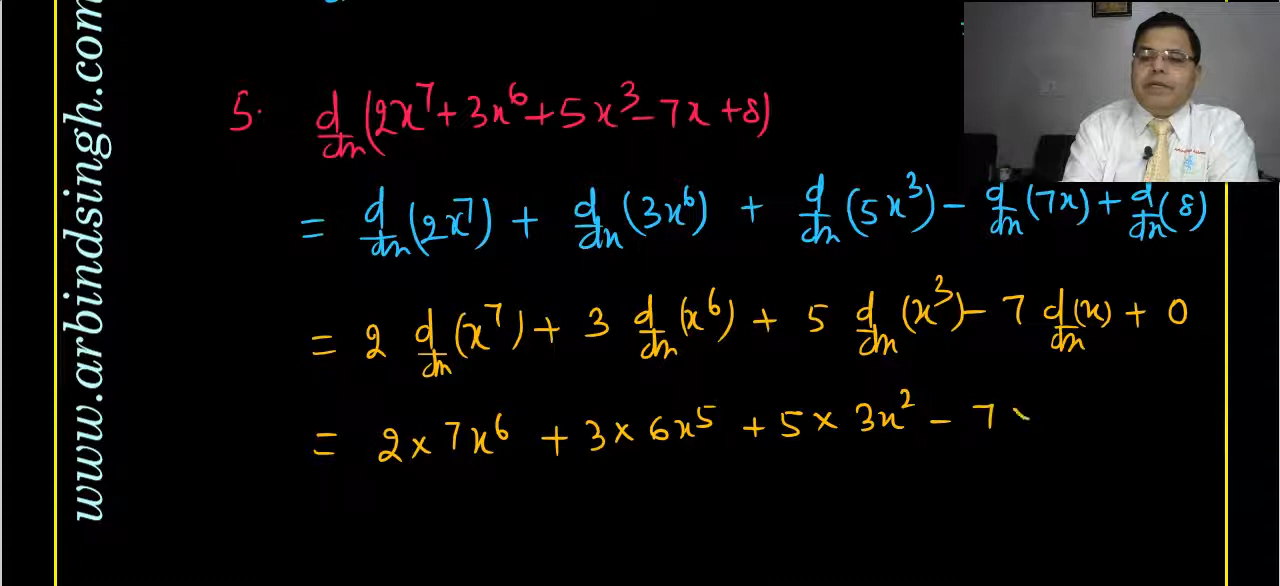 www.arbindsingh.com
5. d/dx (2x⁷ + 3x⁶ + 5x³ - 7x + 8)
= d/dx (2x⁷) + d/dx (3x⁶) + d/dx (5x³) - d/dx (7x) + d/dx (8)
= 2 d/dx (x⁷) + 3 d/dx (x⁶) + 5 d/dx (x³) - 7 d/dx (x) + 0
= 2 × 7x⁶ + 3 × 6x⁵ + 5 × 3x² - 7